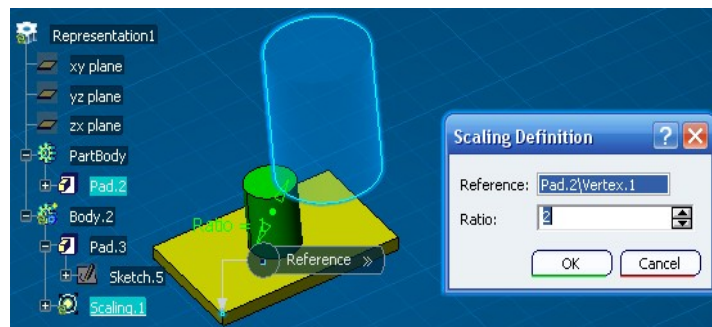 Representation1
xy plane
yz plane
zx plane
PartBody
Pad.2
Body.2
Pad.3
Sketch.5
Scaling.1
Ratio =
Reference »
Scaling Definition
Reference: Pad.2\Vertex.1
Ratio: 2
OK Cancel